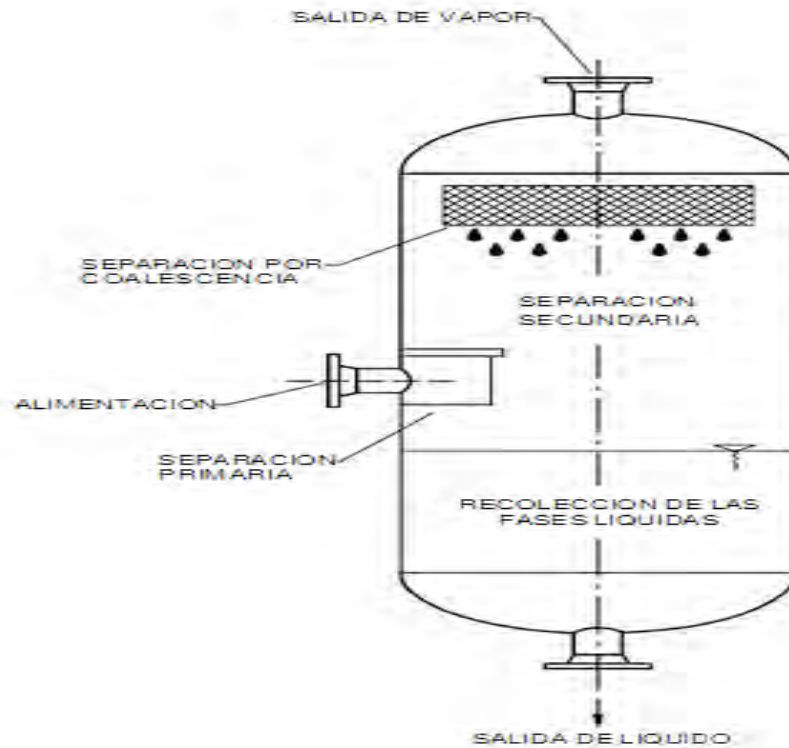 SALIDA DE VAPOR
SEPARACION POR
COALESCENCIA
SEPARACION
SECUNDARIA
ALIMENTACION
SEPARACION
PRIMARIA
RECOLECCION DE LAS
FASES LIQUIDAS
SALIDA DE LIQUIDO